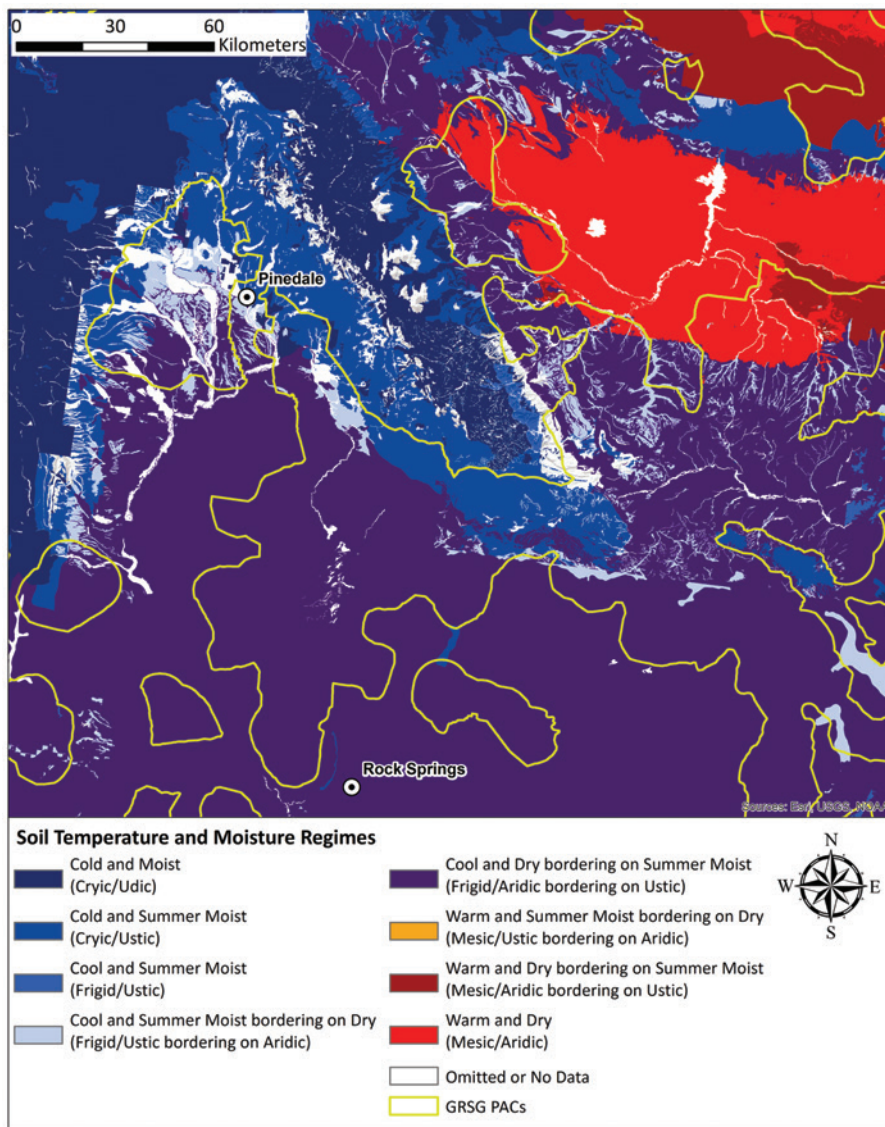 0 30 60
Kilometers
Pinedale
Rock Springs
Sources: Esri, USGS, NOAA
Soil Temperature and Moisture Regimes
Cold and Moist
(Cryic/Udic)
Cold and Summer Moist
(Cryic/Ustic)
Cool and Summer Moist
(Frigid/Ustic)
Cool and Summer Moist bordering on Dry
(Frigid/Ustic bordering on Aridic)
Cool and Dry bordering on Summer Moist
(Frigid/Aridic bordering on Ustic)
Warm and Summer Moist bordering on Dry
(Mesic/Ustic bordering on Aridic)
Warm and Dry bordering on Summer Moist
(Mesic/Aridic bordering on Ustic)
Warm and Dry
(Mesic/Aridic)
Omitted or No Data
GRSG PACs
N
W E
S